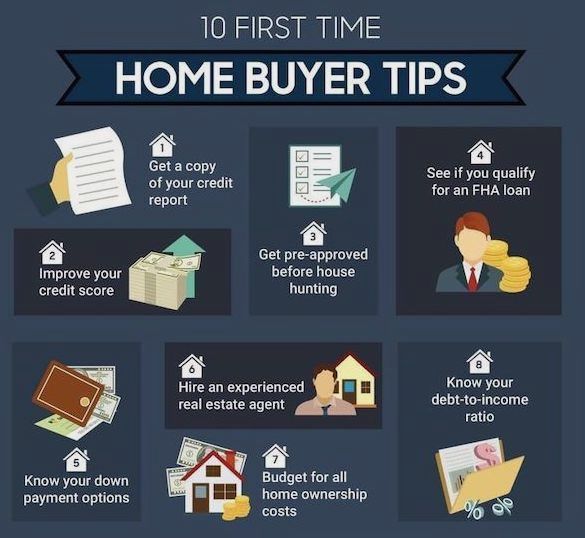 10 FIRST TIME
HOME BUYER TIPS
1
Get a copy
of your credit
report
2
Improve your
credit score
3
Get pre-approved
before house
hunting
4
See if you qualify
for an FHA loan
5
Know your down
payment options
6
Hire an experienced
real estate agent
7
Budget for all
home ownership
costs
8
Know your
debt-to-income
ratio
$
% %